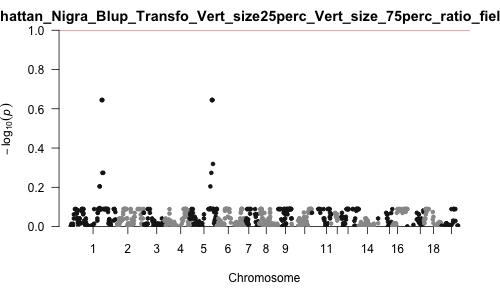 hattan_Nigra_Blup_Transfo_Vert_size25perc_Vert_size_75perc_ratio_fiel
1.0
0.8
0.6
0.4
0.2
0.0
− log10(p)
1 2 3 4 5 6 7 8 9 11 14 16 18
Chromosome